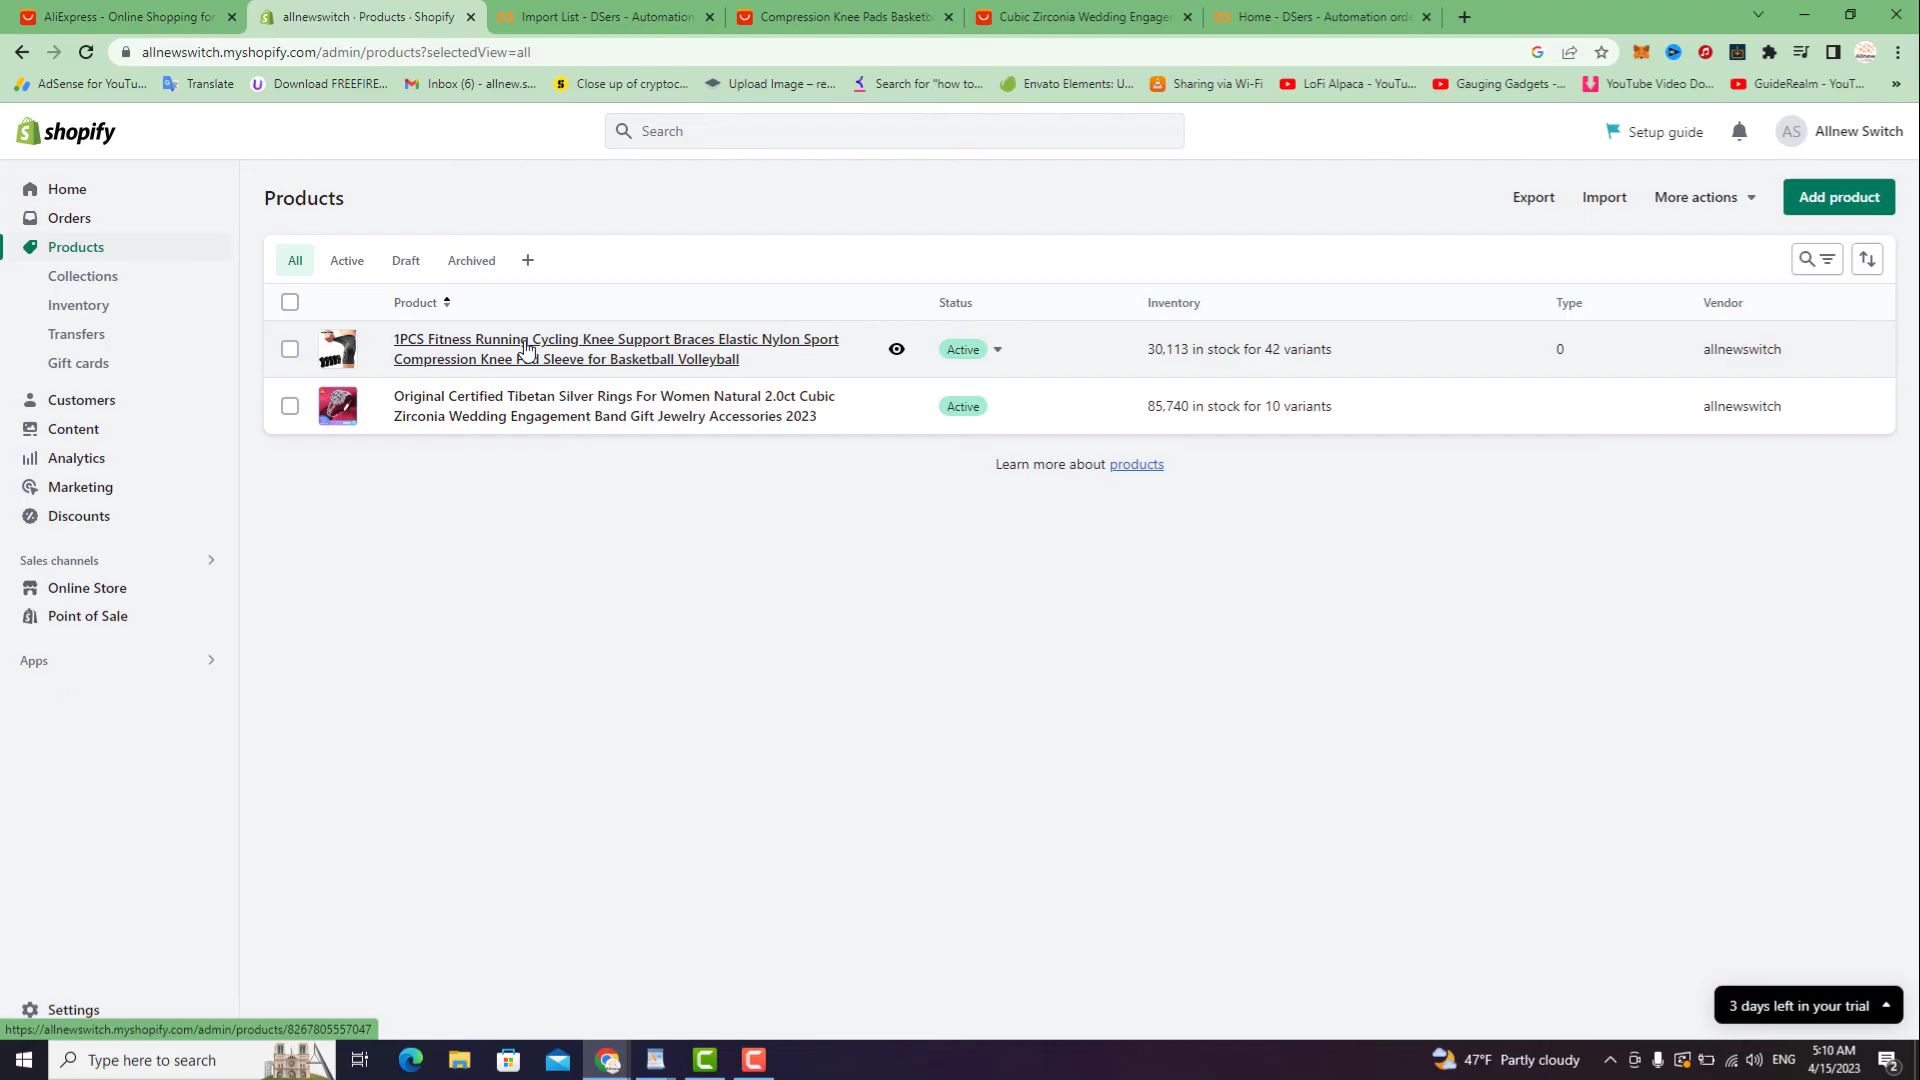 AliExpress - Online Shopping for
allnewswitch · Products · Shopify
DS Import List - DSers - Automation
Compression Knee Pads Basketb
Cubic Zirconia Wedding Engager
DS Home - DSers - Automation ord
allnewswitch.myshopify.com/admin/products?selectedView=all
AdSense for YouTu...
Translate
Download FREEFIRE...
Inbox (6) - allnew.s...
Close up of cryptoc...
Upload Image – re...
Search for "how to...
Envato Elements: U...
Sharing via Wi-Fi
LoFi Alpaca - YouTu...
Gauging Gadgets -...
YouTube Video Do...
GuideRealm - YouT...
»
shopify
Search
Setup guide
AS
Allnew Switch
Home
Orders
Products
Collections
Inventory
Transfers
Gift cards
Customers
Content
Analytics
Marketing
Discounts
Sales channels
Online Store
Point of Sale
Apps
Settings
Products
Export
Import
More actions
Add product
All
Active
Draft
Archived
+
Product
Status
Inventory
Type
Vendor
1PCS Fitness Running Cycling Knee Support Braces Elastic Nylon Sport
Compression Knee Pad Sleeve for Basketball Volleyball
Active
30,113 in stock for 42 variants
0
allnewswitch
Original Certified Tibetan Silver Rings For Women Natural 2.0ct Cubic
Zirconia Wedding Engagement Band Gift Jewelry Accessories 2023
Active
85,740 in stock for 10 variants
allnewswitch
Learn more about products
3 days left in your trial
https://allnewswitch.myshopify.com/admin/products/8267805557047
Type here to search
47°F Partly cloudy
ENG
5:10 AM
4/15/2023
2